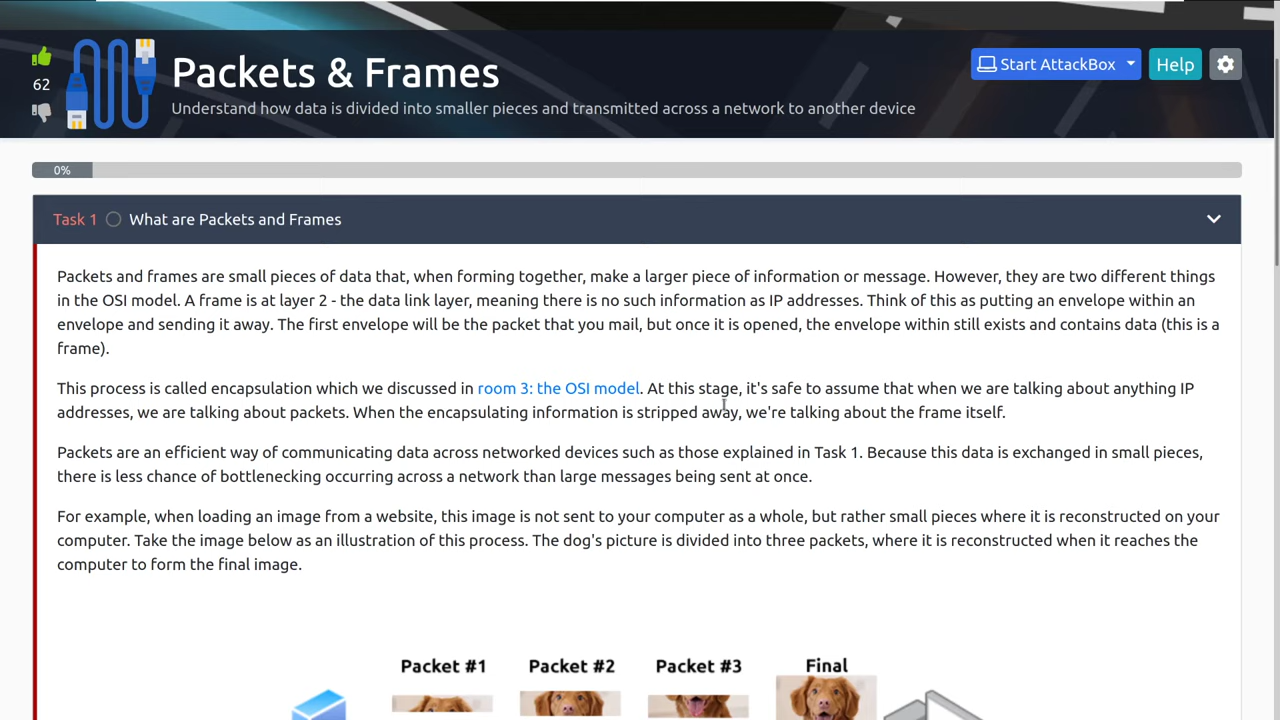 62
Packets & Frames
Understand how data is divided into smaller pieces and transmitted across a network to another device
Start AttackBox
Help
0%
Task 1 What are Packets and Frames
Packets and frames are small pieces of data that, when forming together, make a larger piece of information or message. However, they are two different things
in the OSI model. A frame is at layer 2 - the data link layer, meaning there is no such information as IP addresses. Think of this as putting an envelope within an
envelope and sending it away. The first envelope will be the packet that you mail, but once it is opened, the envelope within still exists and contains data (this is a
frame).
This process is called encapsulation which we discussed in room 3: the OSI model. At this stage, it's safe to assume that when we are talking about anything IP
addresses, we are talking about packets. When the encapsulating information is stripped away, we're talking about the frame itself.
Packets are an efficient way of communicating data across networked devices such as those explained in Task 1. Because this data is exchanged in small pieces,
there is less chance of bottlenecking occurring across a network than large messages being sent at once.
For example, when loading an image from a website, this image is not sent to your computer as a whole, but rather small pieces where it is reconstructed on your
computer. Take the image below as an illustration of this process. The dog's picture is divided into three packets, where it is reconstructed when it reaches the
computer to form the final image.
Packet #1 Packet #2 Packet #3 Final